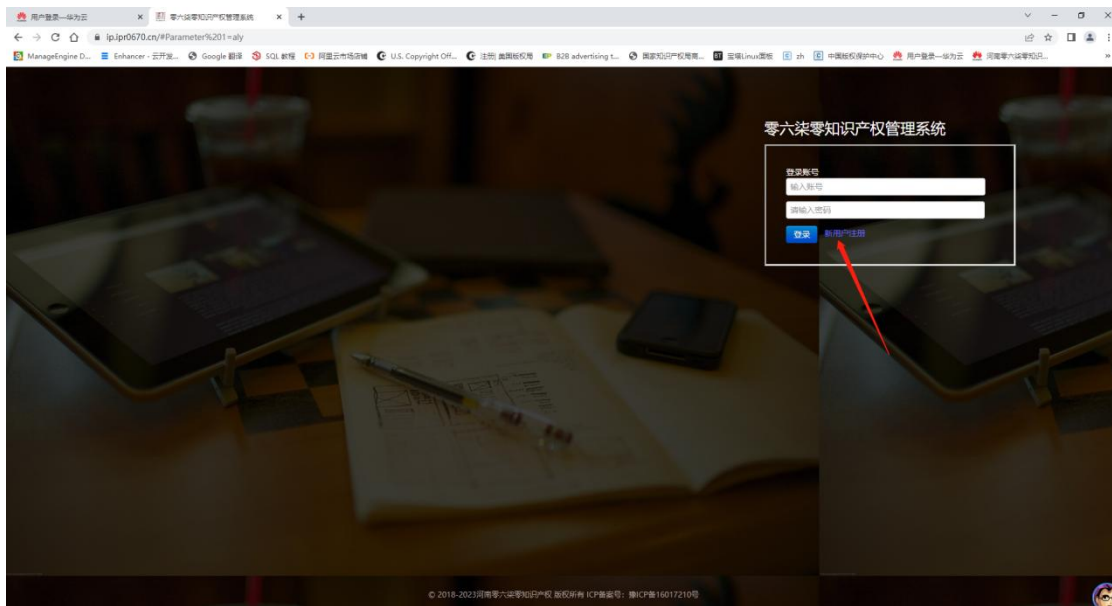 用户登录—华为云
零六柒零知识产权管理系统
ip.ipr0670.cn/#Parameter%201=aly
ManageEngine D...
Enhancer - 云开发...
Google 翻译
SQL 教程
阿里云市场店铺
U.S. Copyright Off...
注册| 美国版权局
B2B advertising t...
国家知识产权局商...
宝塔Linux面板
zh
中国版权保护中心
用户登录—华为云
河南零六柒零知识...
零六柒零知识产权管理系统
登录账号
输入账号
请输入密码
登录 新用户注册
© 2018-2023河南零六柒零知识产权 版权所有 ICP备案号：豫ICP备16017210号